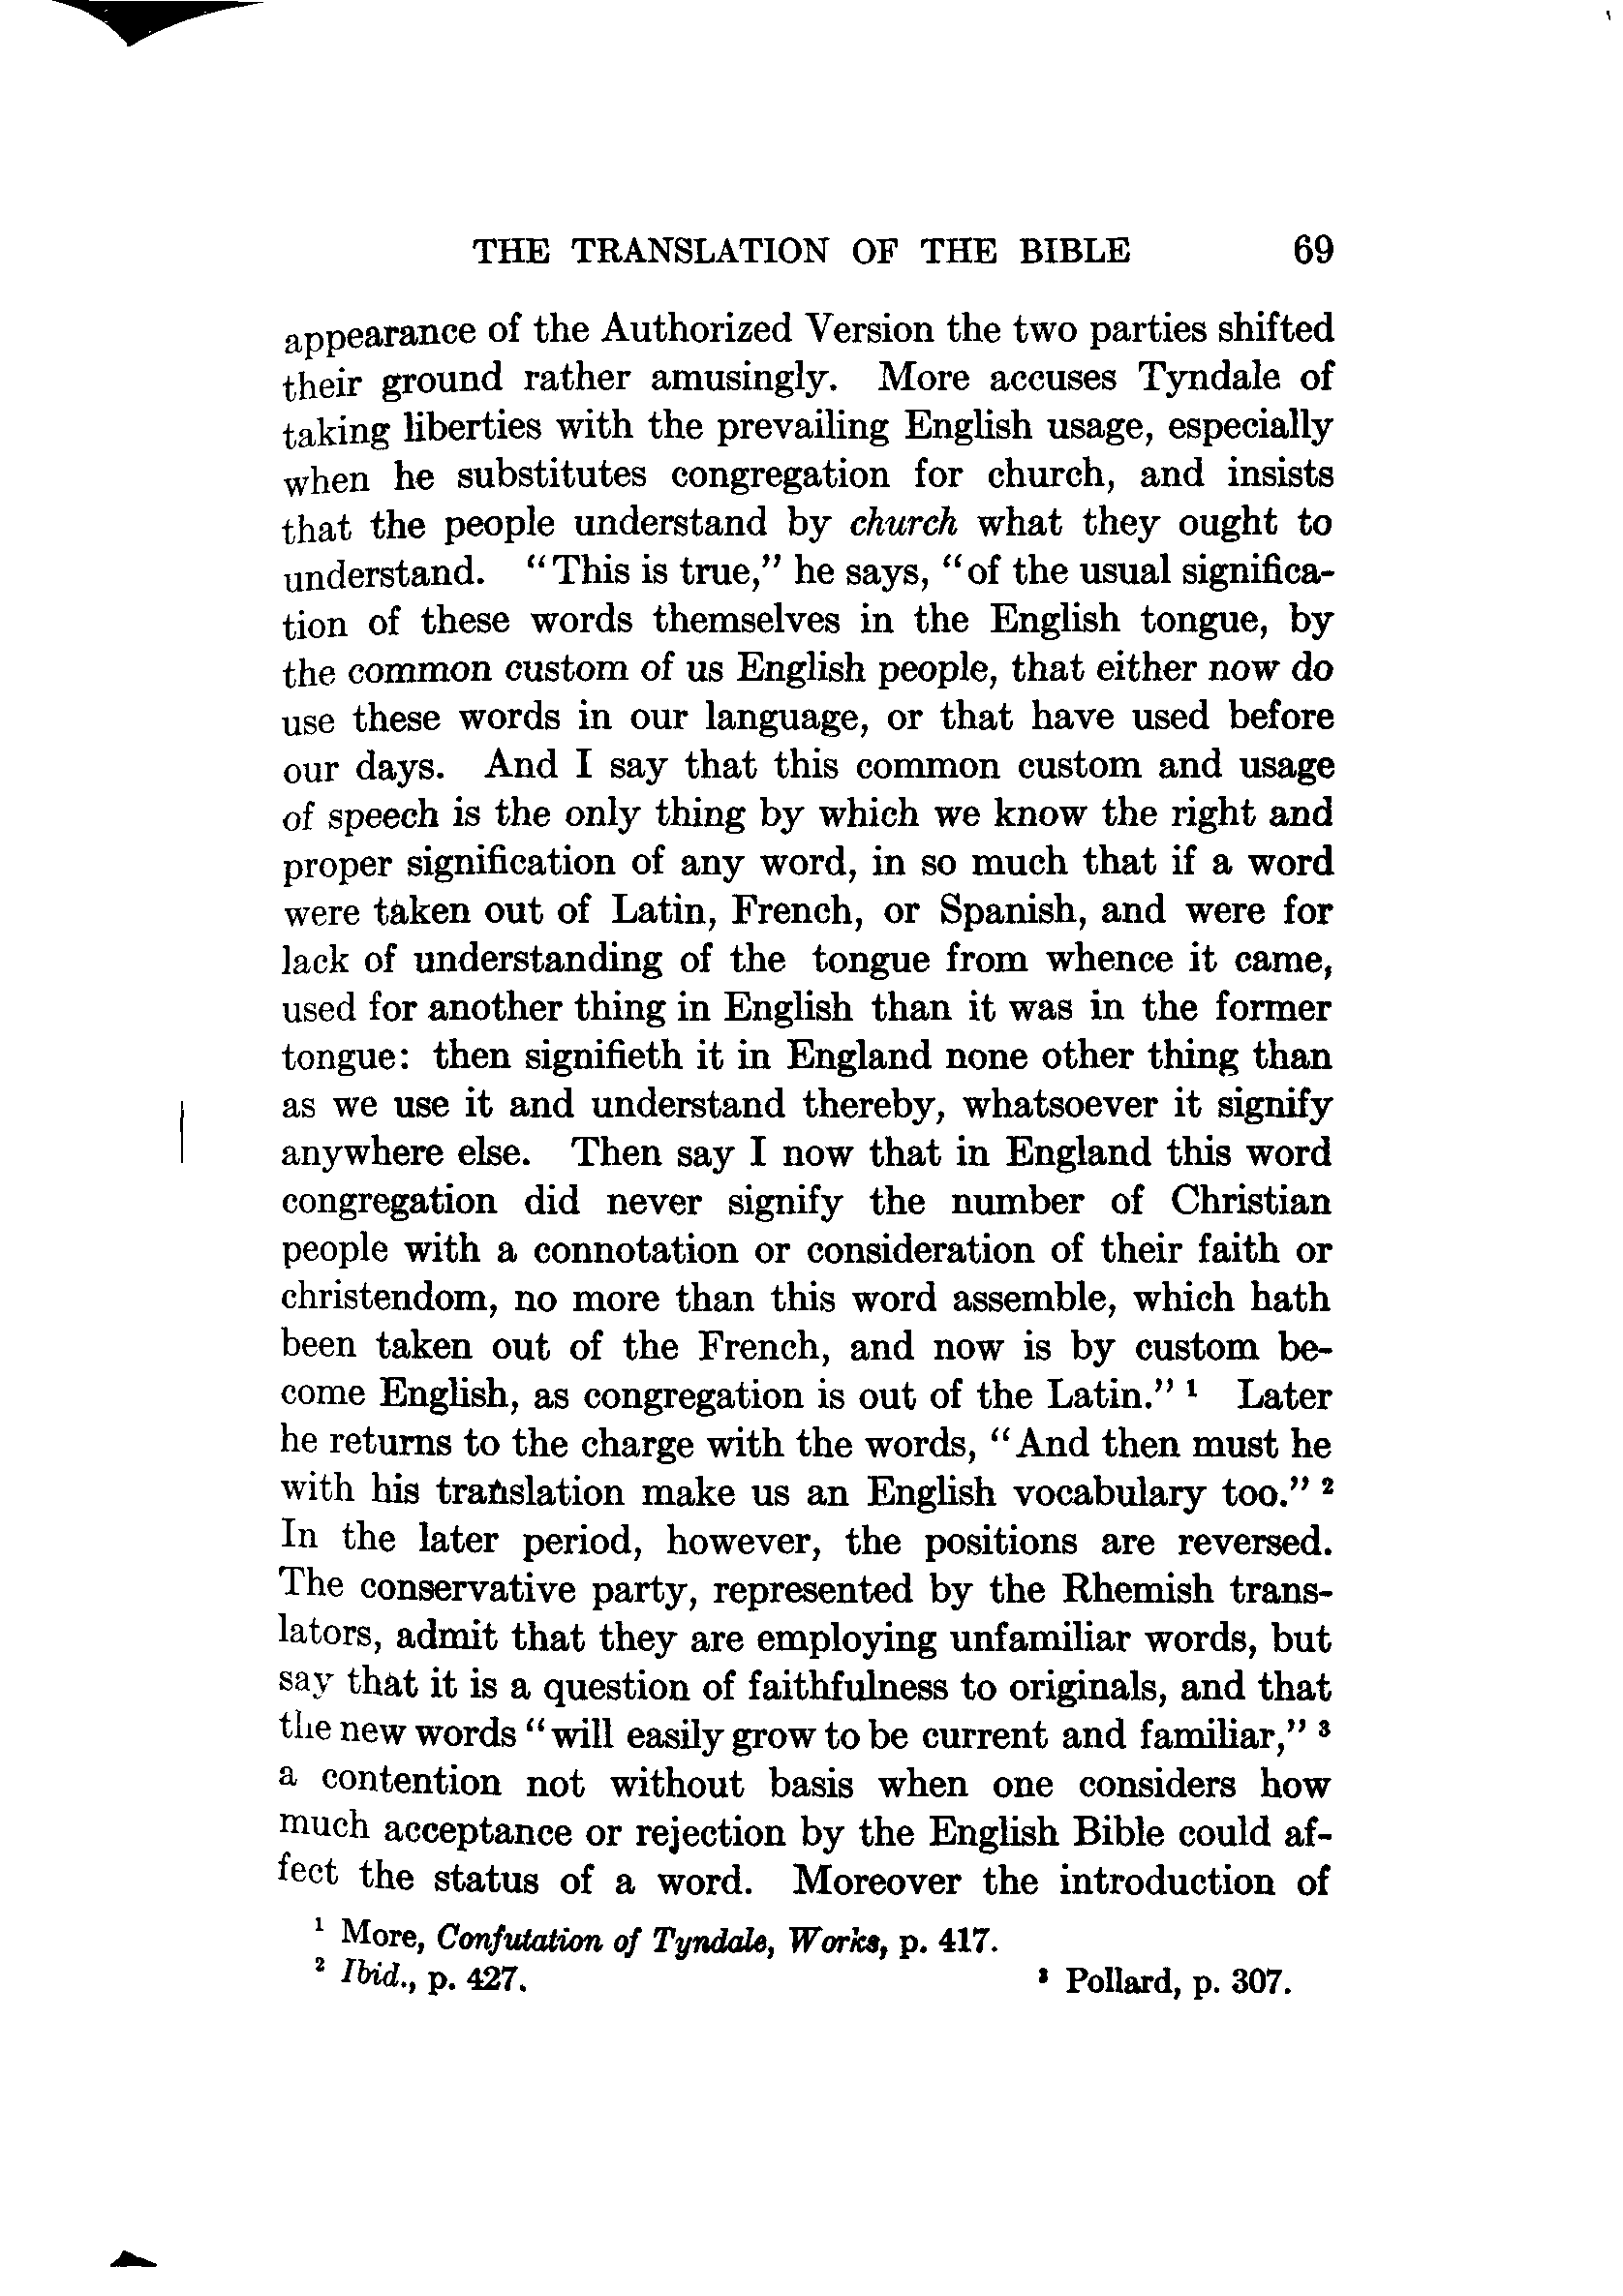 THE TRANSLATION OF THE BIBLE 69
appearance of the Authorized Version the two parties shifted
their ground rather amusingly. More accuses Tyndale of
taking liberties with the prevailing English usage, especially
when he substitutes congregation for church, and insists
that the people understand by church what they ought to
understand. "This is true," he says, "of the usual significa-
tion of these words themselves in the English tongue, by
the common custom of us English people, that either now do
use these words in our language, or that have used before
our days. And I say that this common custom and usage
of speech is the only thing by which we know the right and
proper signification of any word, in so much that if a word
were taken out of Latin, French, or Spanish, and were for
lack of understanding of the tongue from whence it came,
used for another thing in English than it was in the former
tongue: then signifieth it in England none other thing than
as we use it and understand thereby, whatsoever it signify
anywhere else. Then say I now that in England this word
congregation did never signify the number of Christian
people with a connotation or consideration of their faith or
christendom, no more than this word assemble, which hath
been taken out of the French, and now is by custom be-
come English, as congregation is out of the Latin." ¹ Later
he returns to the charge with the words, "And then must he
with his translation make us an English vocabulary too." ²
In the later period, however, the positions are reversed.
The conservative party, represented by the Rhemish trans-
lators, admit that they are employing unfamiliar words, but
say that it is a question of faithfulness to originals, and that
the new words "will easily grow to be current and familiar," ³
a contention not without basis when one considers how
much acceptance or rejection by the English Bible could af-
fect the status of a word. Moreover the introduction of
¹ More, Confutation of Tyndale, Works, p. 417.
² Ibid., p. 427. ³ Pollard, p. 307.